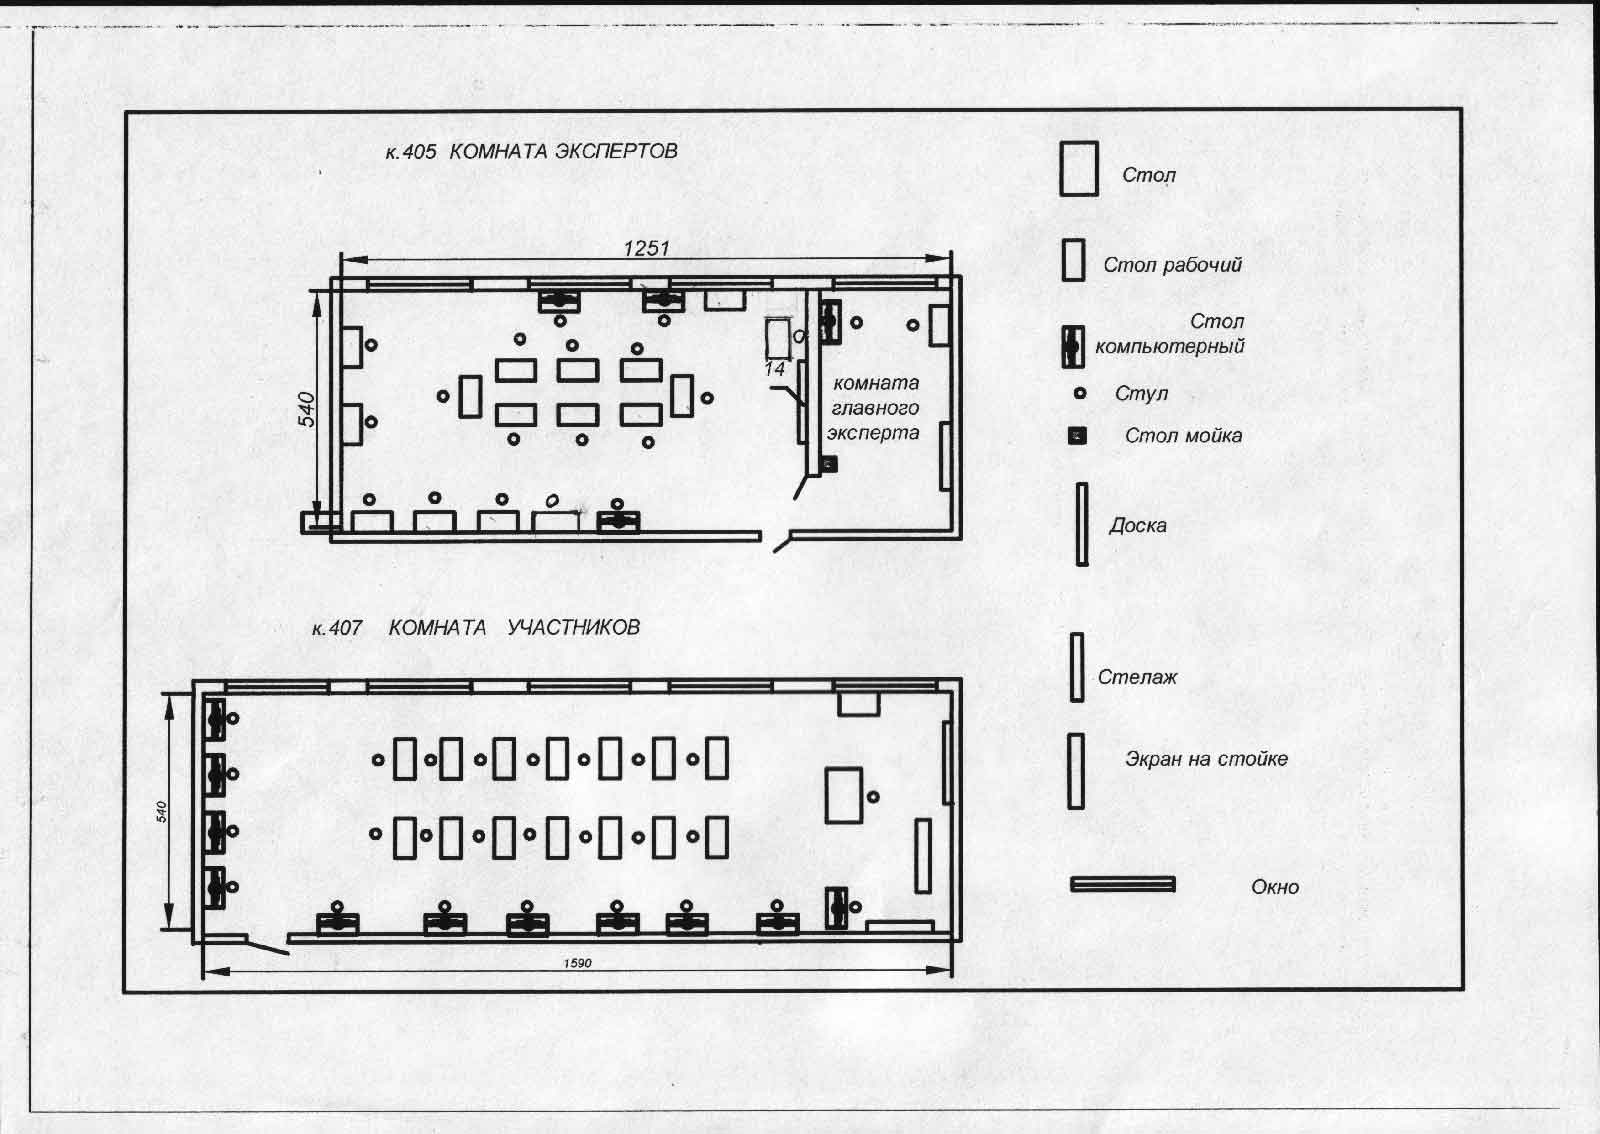 к.405 КОМНАТА ЭКСПЕРТОВ
1251
540
14
комната
главного
эксперта
к.407 КОМНАТА УЧАСТНИКОВ
540
1590
Стол
Стол рабочий
Стол
компьютерный
Стул
Стол мойка
Доска
Стелаж
Экран на стойке
Окно